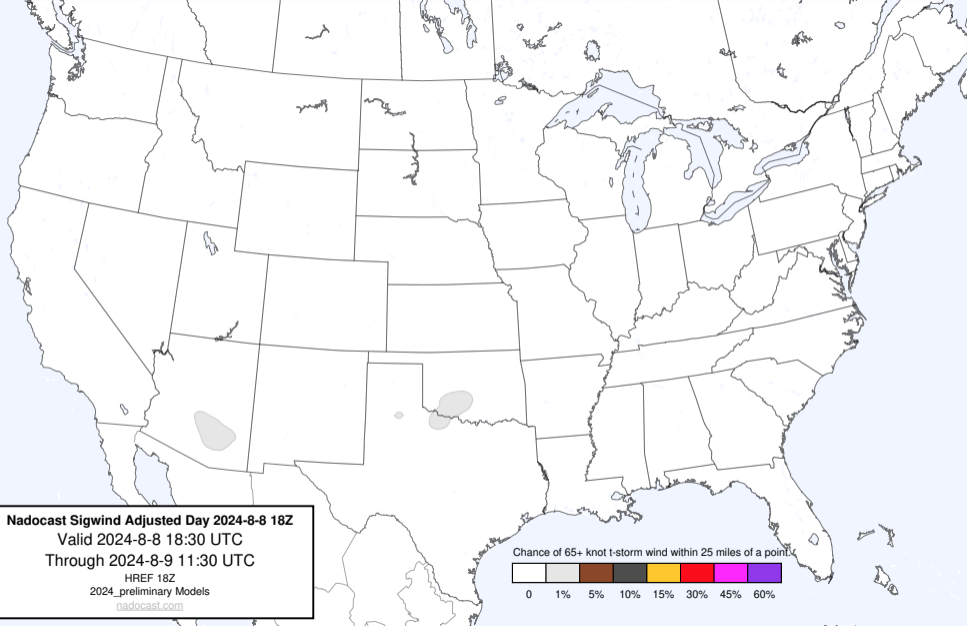 Nadocast Sigwind Adjusted Day 2024-8-8 18Z
Valid 2024-8-8 18:30 UTC
Through 2024-8-9 11:30 UTC
HREF 18Z
2024_preliminary Models
nadocast.com
Chance of 65+ knot t-storm wind within 25 miles of a point.
0 1% 5% 10% 15% 30% 45% 60%